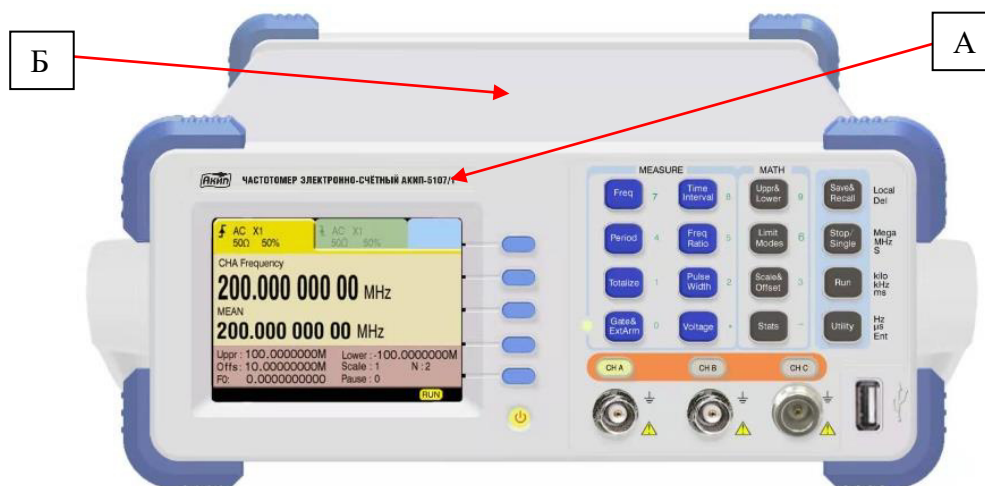 Б
А
АКИП
ЧАСТОТОМЕР ЭЛЕКТРОННО-СЧЁТНЫЙ АКИП-5107/1
AC X1
50Ω 50%
AC X1
50Ω 50%
CHA Frequency
200.000 000 00 MHz
MEAN
200.000 000 00 MHz
Uppr : 100.0000000M Lower : -100.0000000M
Offs : 10.0000000M Scale : 1 N : 2
F0: 0.0000000000 Pause : 0
RUN
MEASURE MATH
Freq 7 Time Interval 8 Uppr& Lower 9 Save& Recall Local Del
Period 4 Freq Ratio 5 Limit Modes 6 Stop/ Single Mega MHz S
Totalize 1 Pulse Width 2 Scale& Offset 3 Run kilo kHz ms
Gate& ExtArm 0 Voltage • Stats − Utility Hz µs Ent
CH A CH B CH C